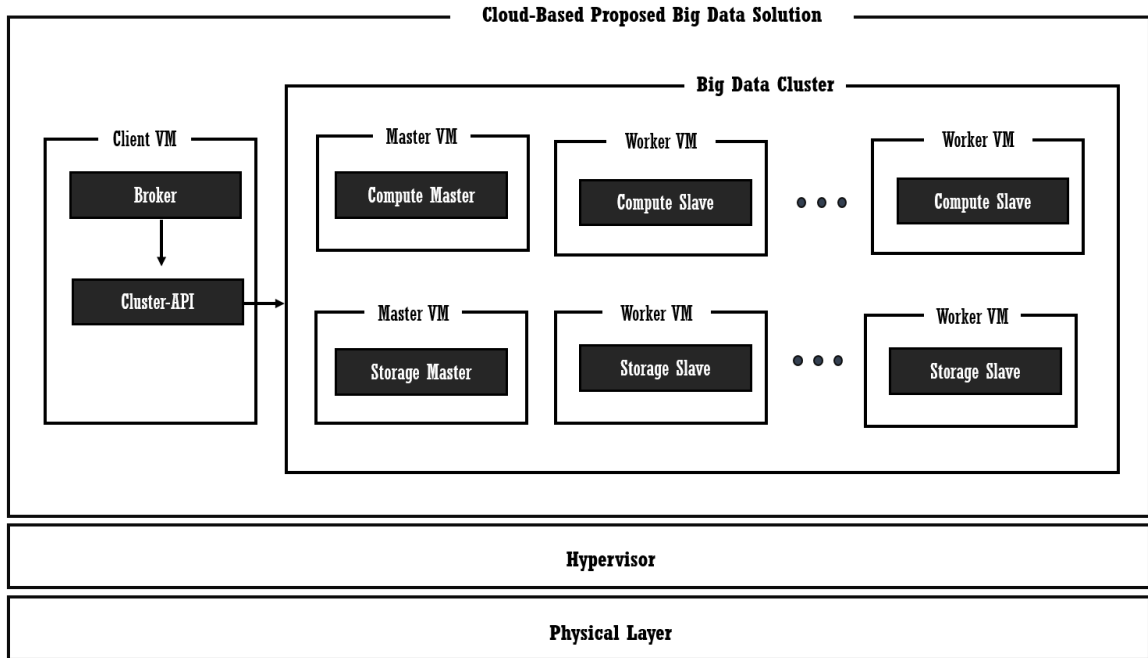 Cloud-Based Proposed Big Data Solution
Big Data Cluster
Client VM
Broker
Cluster-API
Master VM
Compute Master
Worker VM
Compute Slave
Worker VM
Compute Slave
Master VM
Storage Master
Worker VM
Storage Slave
Worker VM
Storage Slave
Hypervisor
Physical Layer